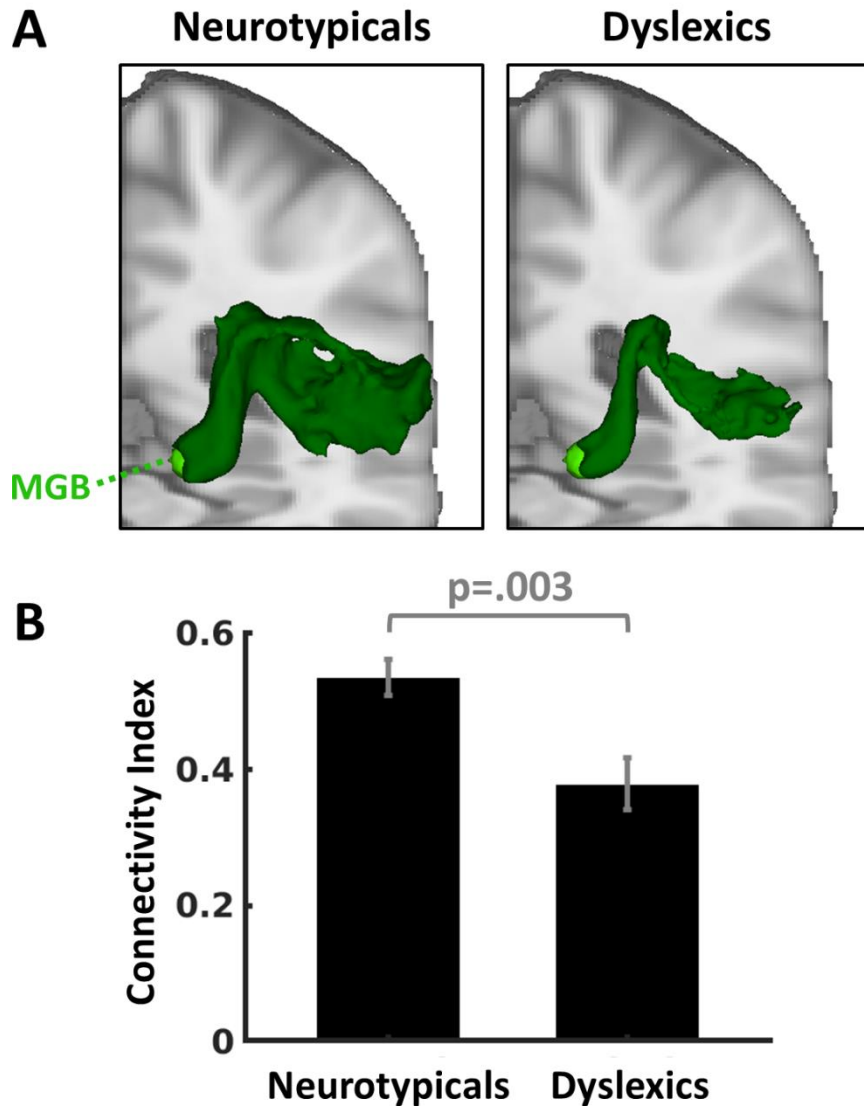 A
Neurotypicals
Dyslexics
MGB
B
p=.003
0.6
0.4
0.2
0
Connectivity Index
Neurotypicals
Dyslexics